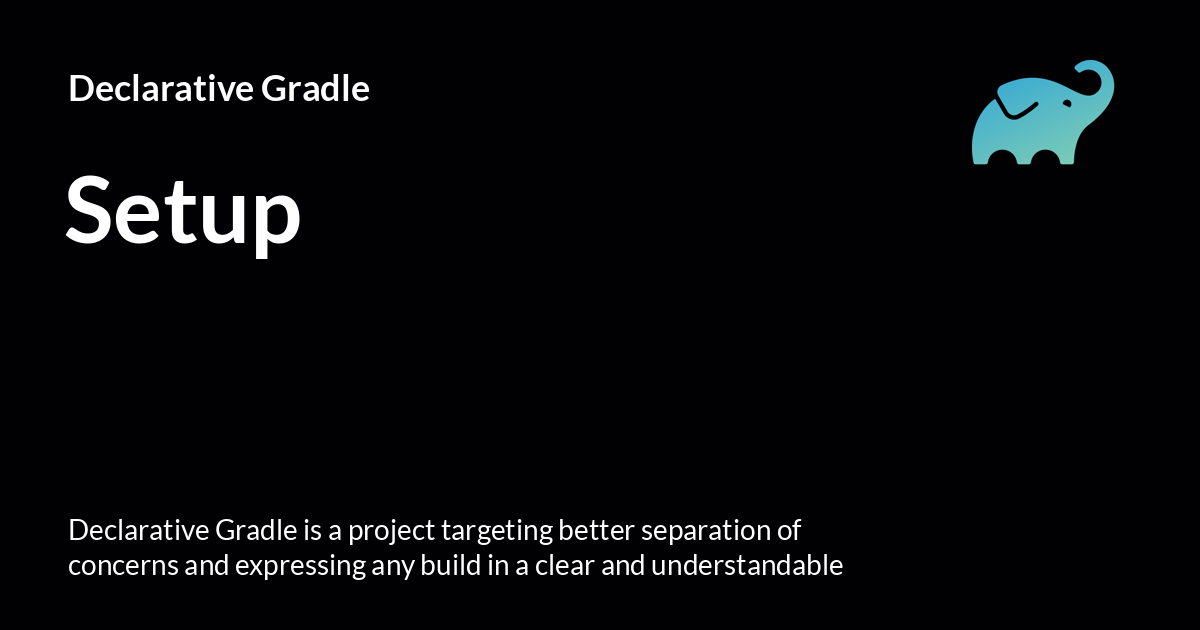 Declarative Gradle
Setup
Declarative Gradle is a project targeting better separation of
concerns and expressing any build in a clear and understandable